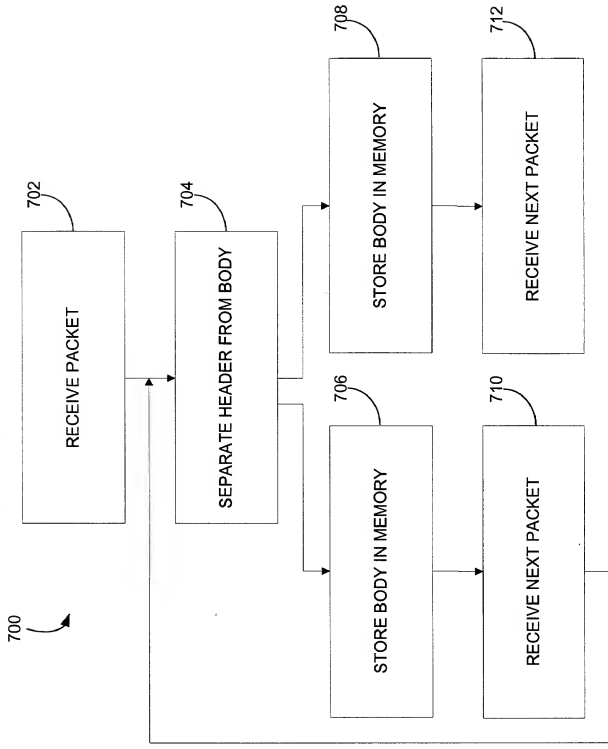 700
RECEIVE PACKET
702
SEPARATE HEADER FROM BODY
704
STORE BODY IN MEMORY
706
STORE BODY IN MEMORY
708
RECEIVE NEXT PACKET
710
RECEIVE NEXT PACKET
712